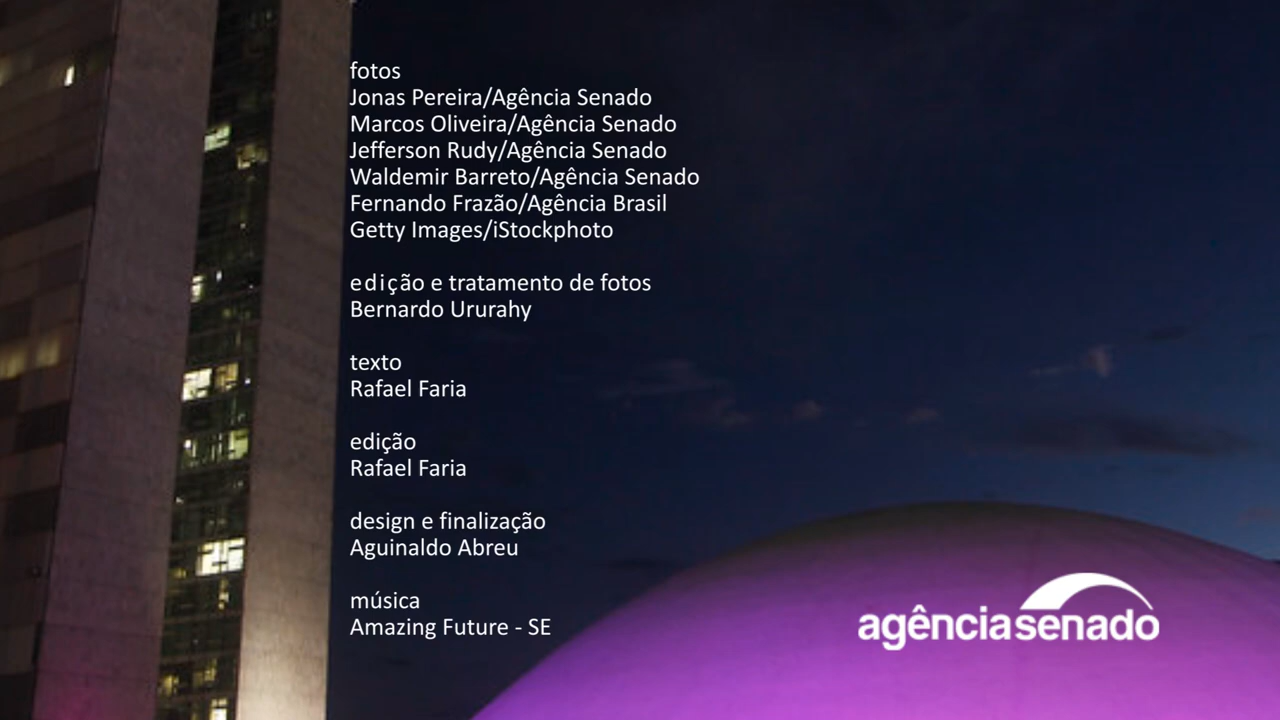 fotos
Jonas Pereira/Agência Senado
Marcos Oliveira/Agência Senado
Jefferson Rudy/Agência Senado
Waldemir Barreto/Agência Senado
Fernando Frazão/Agência Brasil
Getty Images/iStockphoto
edição e tratamento de fotos
Bernardo Ururahy
texto
Rafael Faria
edição
Rafael Faria
design e finalização
Aguinaldo Abreu
música
Amazing Future - SE
agênciasenado